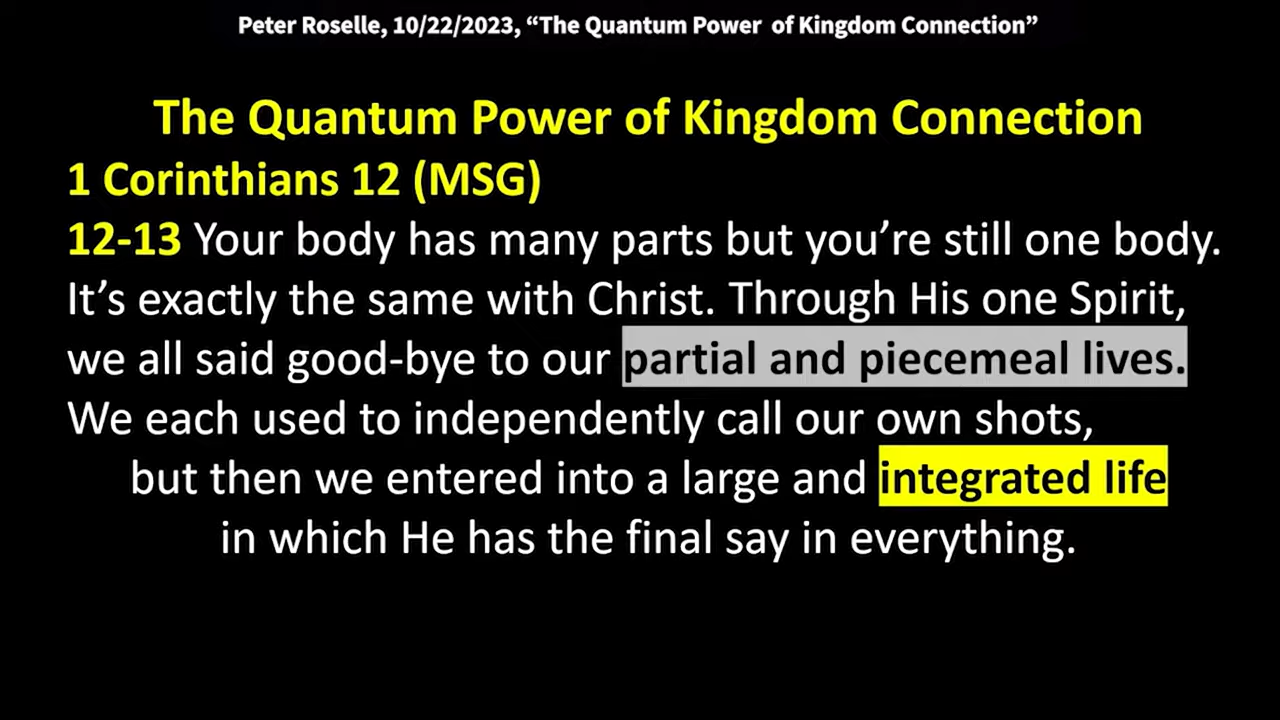 Peter Roselle, 10/22/2023, “The Quantum Power of Kingdom Connection”
The Quantum Power of Kingdom Connection
1 Corinthians 12 (MSG)
12-13 Your body has many parts but you’re still one body.
It’s exactly the same with Christ. Through His one Spirit,
we all said good-bye to our partial and piecemeal lives.
We each used to independently call our own shots,
but then we entered into a large and integrated life
in which He has the final say in everything.